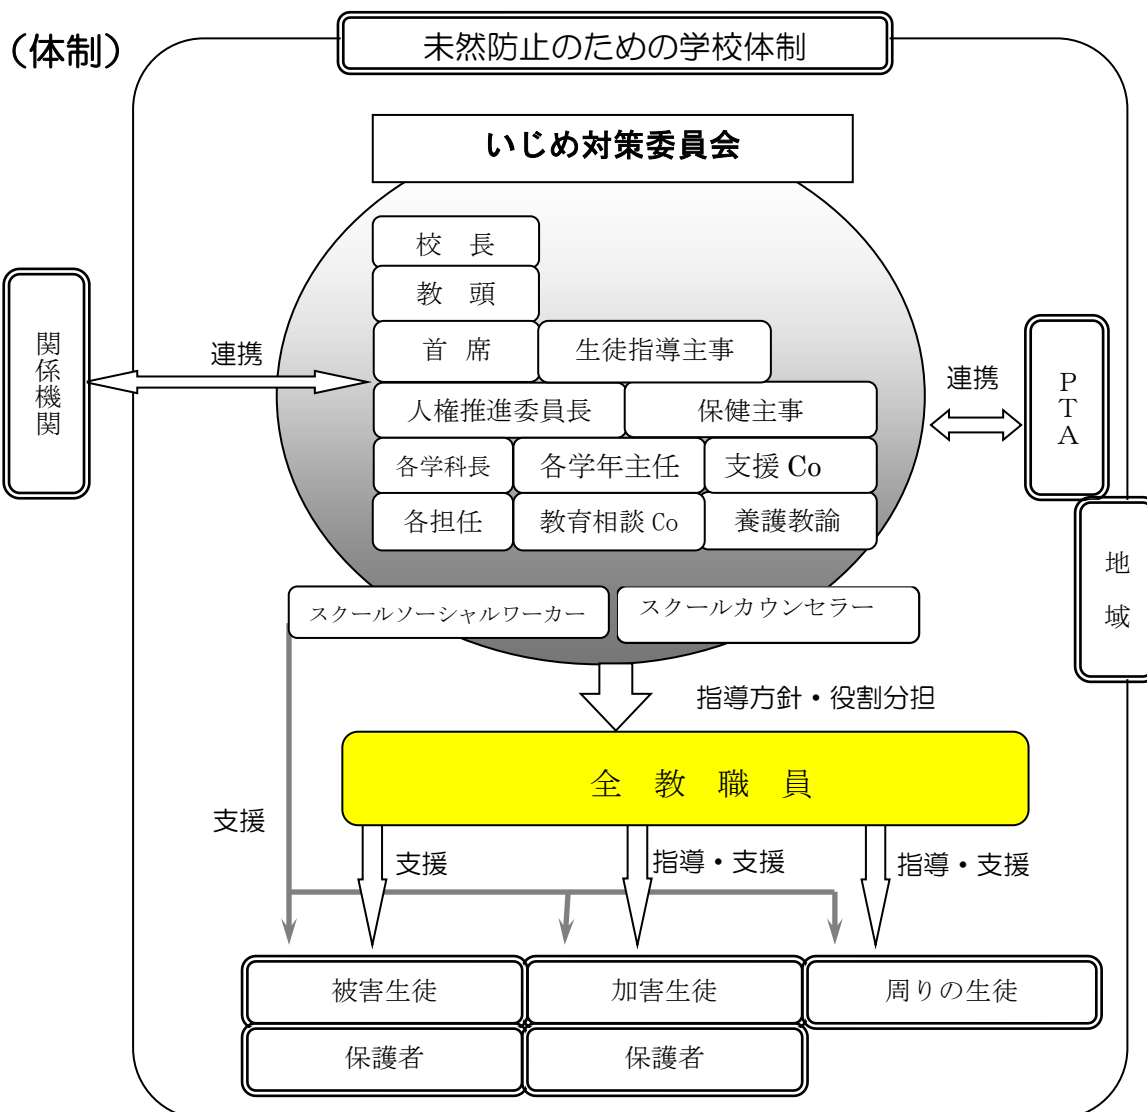 （体制）
未然防止のための学校体制
いじめ対策委員会
校　長
教　頭
首　席
生徒指導主事
人権推進委員長
保健主事
各学科長
各学年主任
支援 Co
各担任
教育相談 Co
養護教諭
関係機関
連携
連携
PTA
地域
スクールソーシャルワーカー
スクールカウンセラー
指導方針・役割分担
全　教　職　員
支援
支援
指導・支援
指導・支援
被害生徒
加害生徒
周りの生徒
保護者
保護者